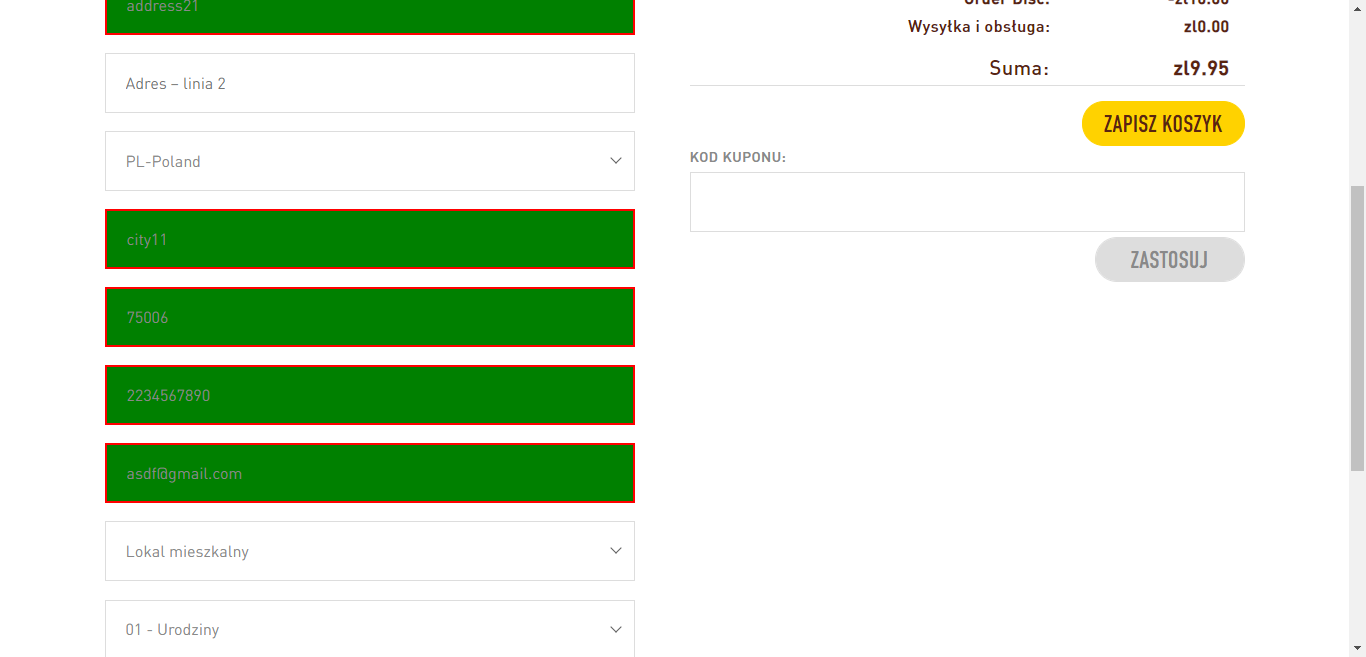 address21
Adres – linia 2
PL-Poland
city11
75006
2234567890
asdf@gmail.com
Lokal mieszkalny
01 - Urodziny
Order Disc: -zl10.00
Wysyłka i obsługa: zl0.00
Suma: zl9.95
ZAPISZ KOSZYK
KOD KUPONU:
ZASTOSUJ